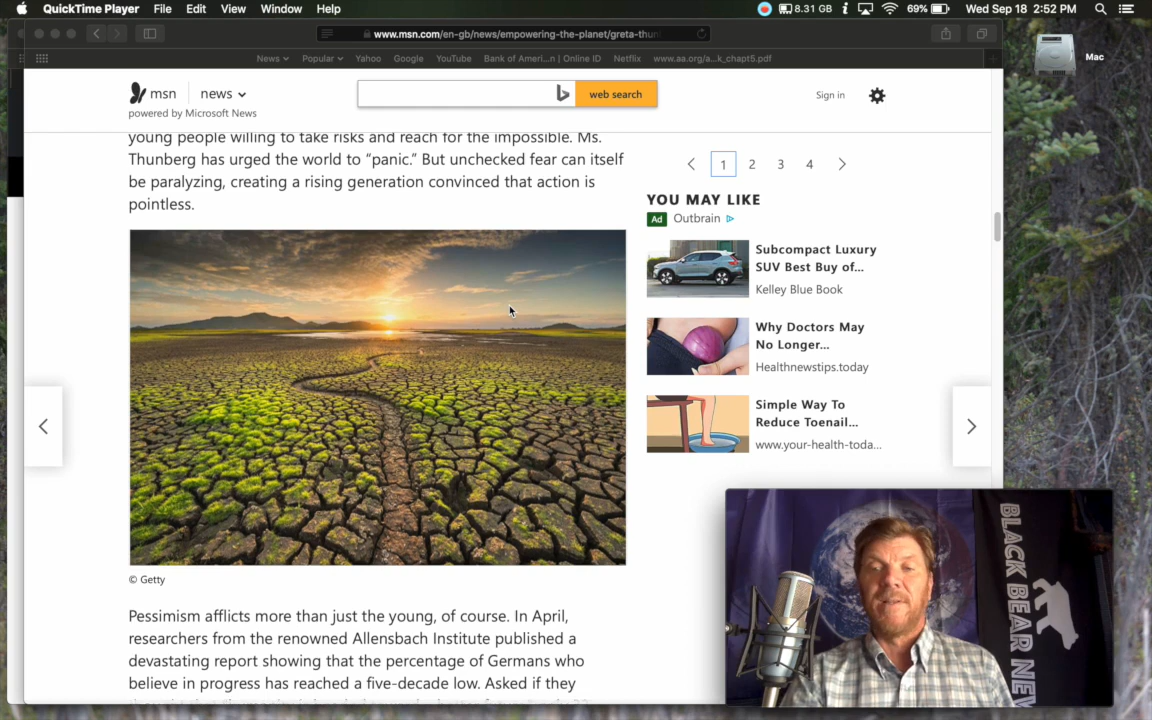 QuickTime Player File Edit View Window Help 8.31 GB 69% Wed Sep 18 2:52 PM
www.msn.com/en-gb/news/empowering-the-planet/greta-thun
News Popular Yahoo Google YouTube Bank of Ameri...n | Online ID Netflix www.aa.org/a...k_chapt5.pdf
Mac
msn news web search Sign in
powered by Microsoft News
young people willing to take risks and reach for the impossible. Ms.
Thunberg has urged the world to “panic.” But unchecked fear can itself
be paralyzing, creating a rising generation convinced that action is
pointless.
© Getty
Pessimism afflicts more than just the young, of course. In April,
researchers from the renowned Allensbach Institute published a
devastating report showing that the percentage of Germans who
believe in progress has reached a five-decade low. Asked if they
1 2 3 4
YOU MAY LIKE
Ad Outbrain
Subcompact Luxury
SUV Best Buy of...
Kelley Blue Book
Why Doctors May
No Longer...
Healthnewstips.today
Simple Way To
Reduce Toenail...
www.your-health-toda...
BLACK BEAR NEW